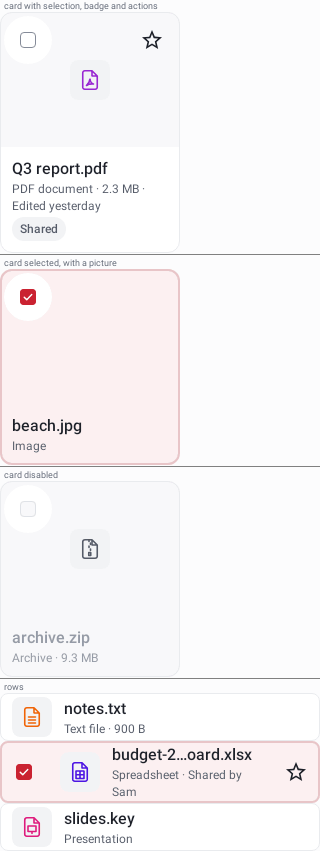 card with selection, badge and actions
Q3 report.pdf
PDF document · 2.3 MB ·
Edited yesterday
Shared
card selected, with a picture
beach.jpg
Image
card disabled
archive.zip
Archive · 9.3 MB
rows
notes.txt
Text file · 900 B
budget-2…oard.xlsx
Spreadsheet · Shared by
Sam
slides.key
Presentation